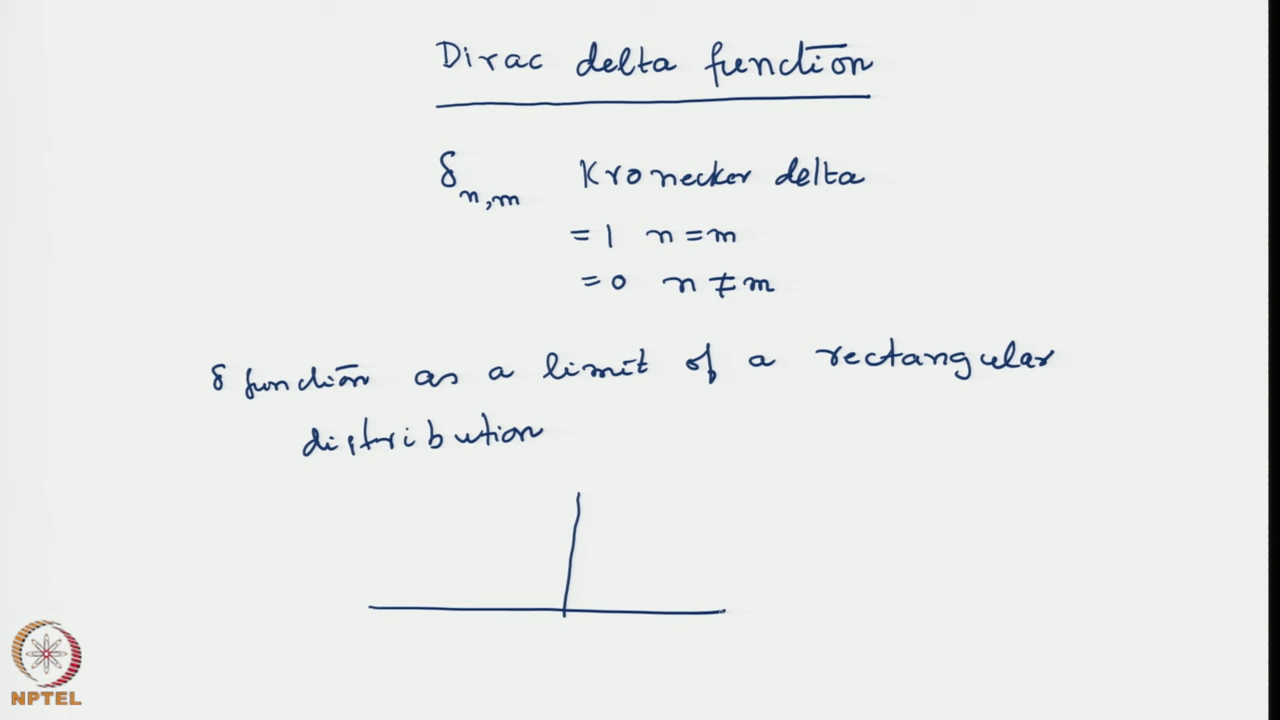 Dirac delta function
δn,m Kronecker delta
= 1 n = m
= 0 n ≠ m
δ function as a limit of a rectangular
distribution
NPTEL